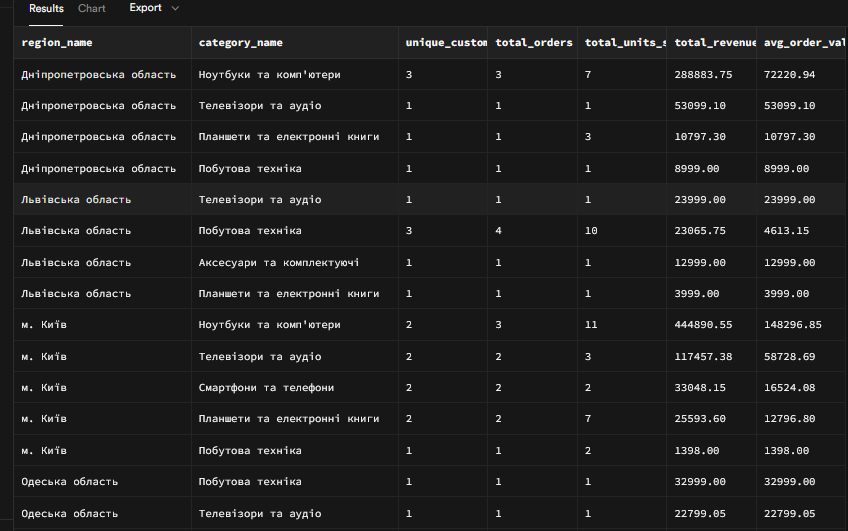 Results Chart Export
region_name category_name unique_custom total_orders total_units_s total_revenue avg_order_val
Дніпропетровська область Ноутбуки та комп'ютери 3 3 7 288883.75 72220.94
Дніпропетровська область Телевізори та аудіо 1 1 1 53099.10 53099.10
Дніпропетровська область Планшети та електронні книги 1 1 3 10797.30 10797.30
Дніпропетровська область Побутова техніка 1 1 1 8999.00 8999.00
Львівська область Телевізори та аудіо 1 1 1 23999.00 23999.00
Львівська область Побутова техніка 3 4 10 23065.75 4613.15
Львівська область Аксесуари та комплектуючі 1 1 1 12999.00 12999.00
Львівська область Планшети та електронні книги 1 1 1 3999.00 3999.00
м. Київ Ноутбуки та комп'ютери 2 3 11 444890.55 148296.85
м. Київ Телевізори та аудіо 2 2 3 117457.38 58728.69
м. Київ Смартфони та телефони 2 2 2 33048.15 16524.08
м. Київ Планшети та електронні книги 2 2 7 25593.60 12796.80
м. Київ Побутова техніка 1 1 2 1398.00 1398.00
Одеська область Побутова техніка 1 1 1 32999.00 32999.00
Одеська область Телевізори та аудіо 1 1 1 22799.05 22799.05